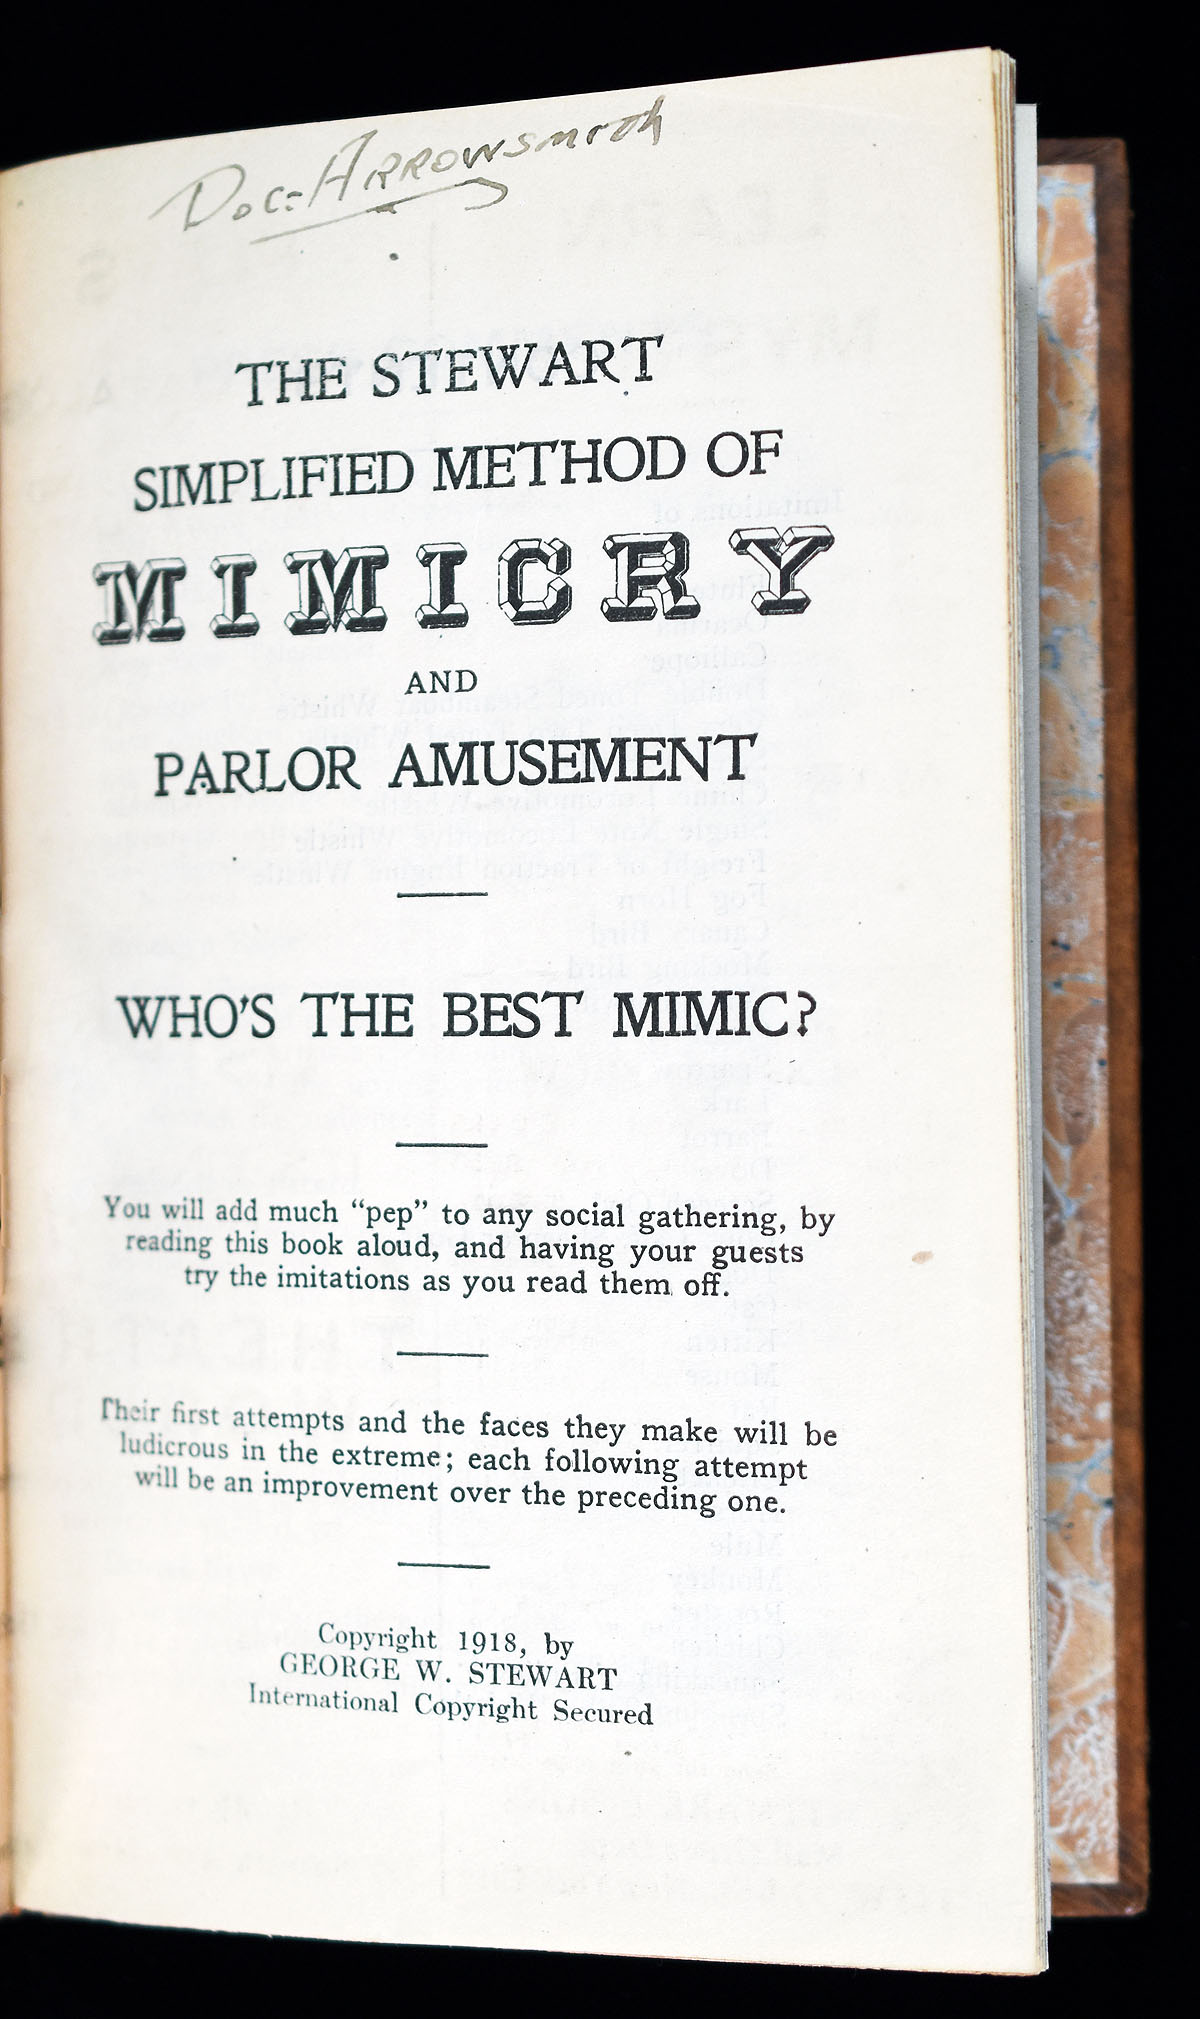 Doc. Arrowsmith
THE STEWART
SIMPLIFIED METHOD OF
MIMICRY
AND
PARLOR AMUSEMENT
WHO'S THE BEST MIMIC?
You will add much “pep” to any social gathering, by
reading this book aloud, and having your guests
try the imitations as you read them off.
Their first attempts and the faces they make will be
ludicrous in the extreme; each following attempt
will be an improvement over the preceding one.
Copyright 1918, by
GEORGE W. STEWART
International Copyright Secured